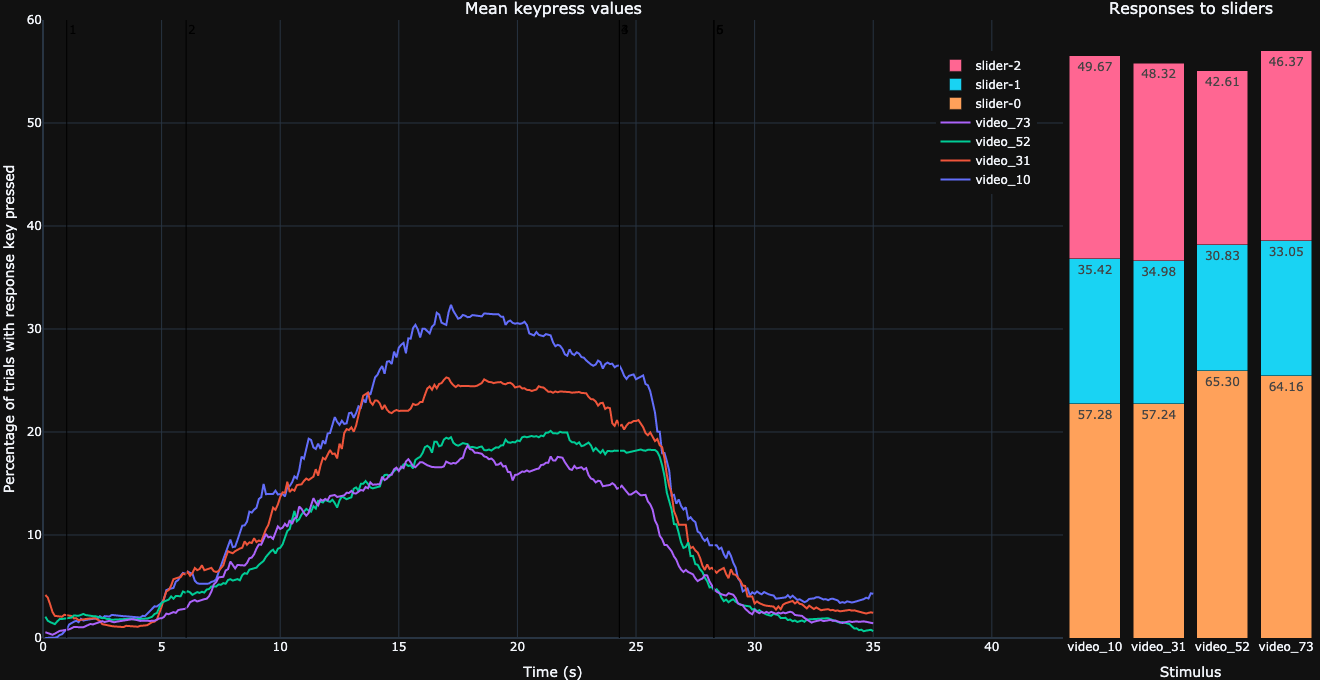 Mean keypress values
Responses to sliders
Percentage of trials with response key pressed
60
50
40
30
20
10
0
1
2
4
5
slider-2
slider-1
slider-0
video_73
video_52
video_31
video_10
0 5 10 15 20 25 30 35 40
Time (s)
49.67 48.32 42.61 46.37
35.42 34.98 30.83 33.05
57.28 57.24 65.30 64.16
video_10 video_31 video_52 video_73
Stimulus